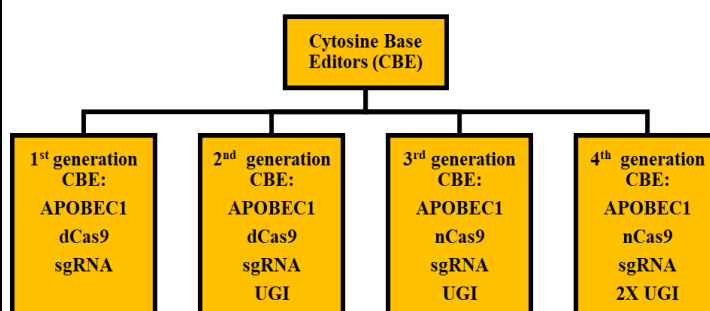 Cytosine Base
Editors (CBE)
1st generation
CBE:
APOBEC1
dCas9
sgRNA
2nd generation
CBE:
APOBEC1
dCas9
sgRNA
UGI
3rd generation
CBE:
APOBEC1
nCas9
sgRNA
UGI
4th generation
CBE:
APOBEC1
nCas9
sgRNA
2X UGI